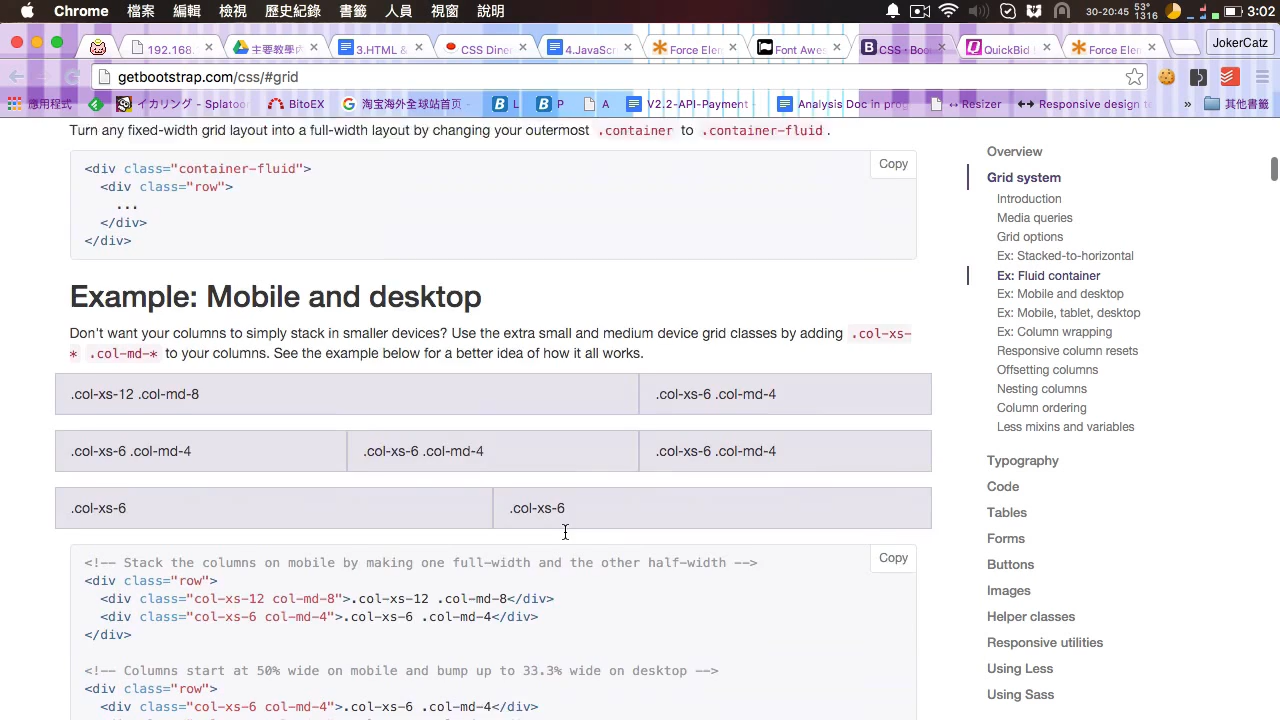 Chrome 檔案 編輯 檢視 歷史紀錄 書籤 人員 視窗 說明 30-20:45 53° 1316 3:02
192.168 主要教學內 3.HTML & CSS Dine 4.JavaSc Force Elem Font Awes CSS · Boo QuickBid Force Elem JokerCatz
getbootstrap.com/css/#grid
應用程式 イカリング - Splatoo BitoEX 淘宝海外全球站首页 L P A V2.2-API-Payment Analysis Doc in prog ↔ Resizer Responsive design te » 其他書籤
Turn any fixed-width grid layout into a full-width layout by changing your outermost .container to .container-fluid.
Copy
<div class="container-fluid">
<div class="row">
...
</div>
</div>
Example: Mobile and desktop
Don't want your columns to simply stack in smaller devices? Use the extra small and medium device grid classes by adding .col-xs-
* .col-md-* to your columns. See the example below for a better idea of how it all works.
.col-xs-12 .col-md-8 .col-xs-6 .col-md-4
.col-xs-6 .col-md-4 .col-xs-6 .col-md-4 .col-xs-6 .col-md-4
.col-xs-6 .col-xs-6
Copy
<!-- Stack the columns on mobile by making one full-width and the other half-width -->
<div class="row">
<div class="col-xs-12 col-md-8">.col-xs-12 .col-md-8</div>
<div class="col-xs-6 col-md-4">.col-xs-6 .col-md-4</div>
</div>
<!-- Columns start at 50% wide on mobile and bump up to 33.3% wide on desktop -->
<div class="row">
<div class="col-xs-6 col-md-4">.col-xs-6 .col-md-4</div>
Overview
Grid system
Introduction
Media queries
Grid options
Ex: Stacked-to-horizontal
Ex: Fluid container
Ex: Mobile and desktop
Ex: Mobile, tablet, desktop
Ex: Column wrapping
Responsive column resets
Offsetting columns
Nesting columns
Column ordering
Less mixins and variables
Typography
Code
Tables
Forms
Buttons
Images
Helper classes
Responsive utilities
Using Less
Using Sass